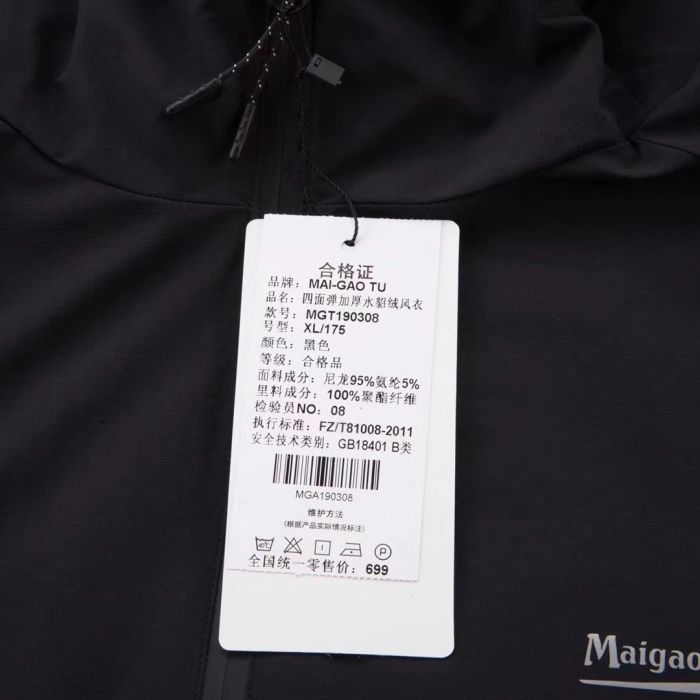 合格证
品牌: MAI-GAO TU
品名: 四面弹加厚水貂绒风衣
款号: MGT190308
号型: XL/175
颜色: 黑色
等级: 合格品
面料成分: 尼龙95%氨纶5%
里料成分: 100%聚酯纤维
检验员NO: 08
执行标准: FZ/T81008-2011
安全技术类别: GB18401 B类
MGA190308
维护方法
(根据产品实际情况标注)
40℃
P
全国统一零售价: 699
Maigao